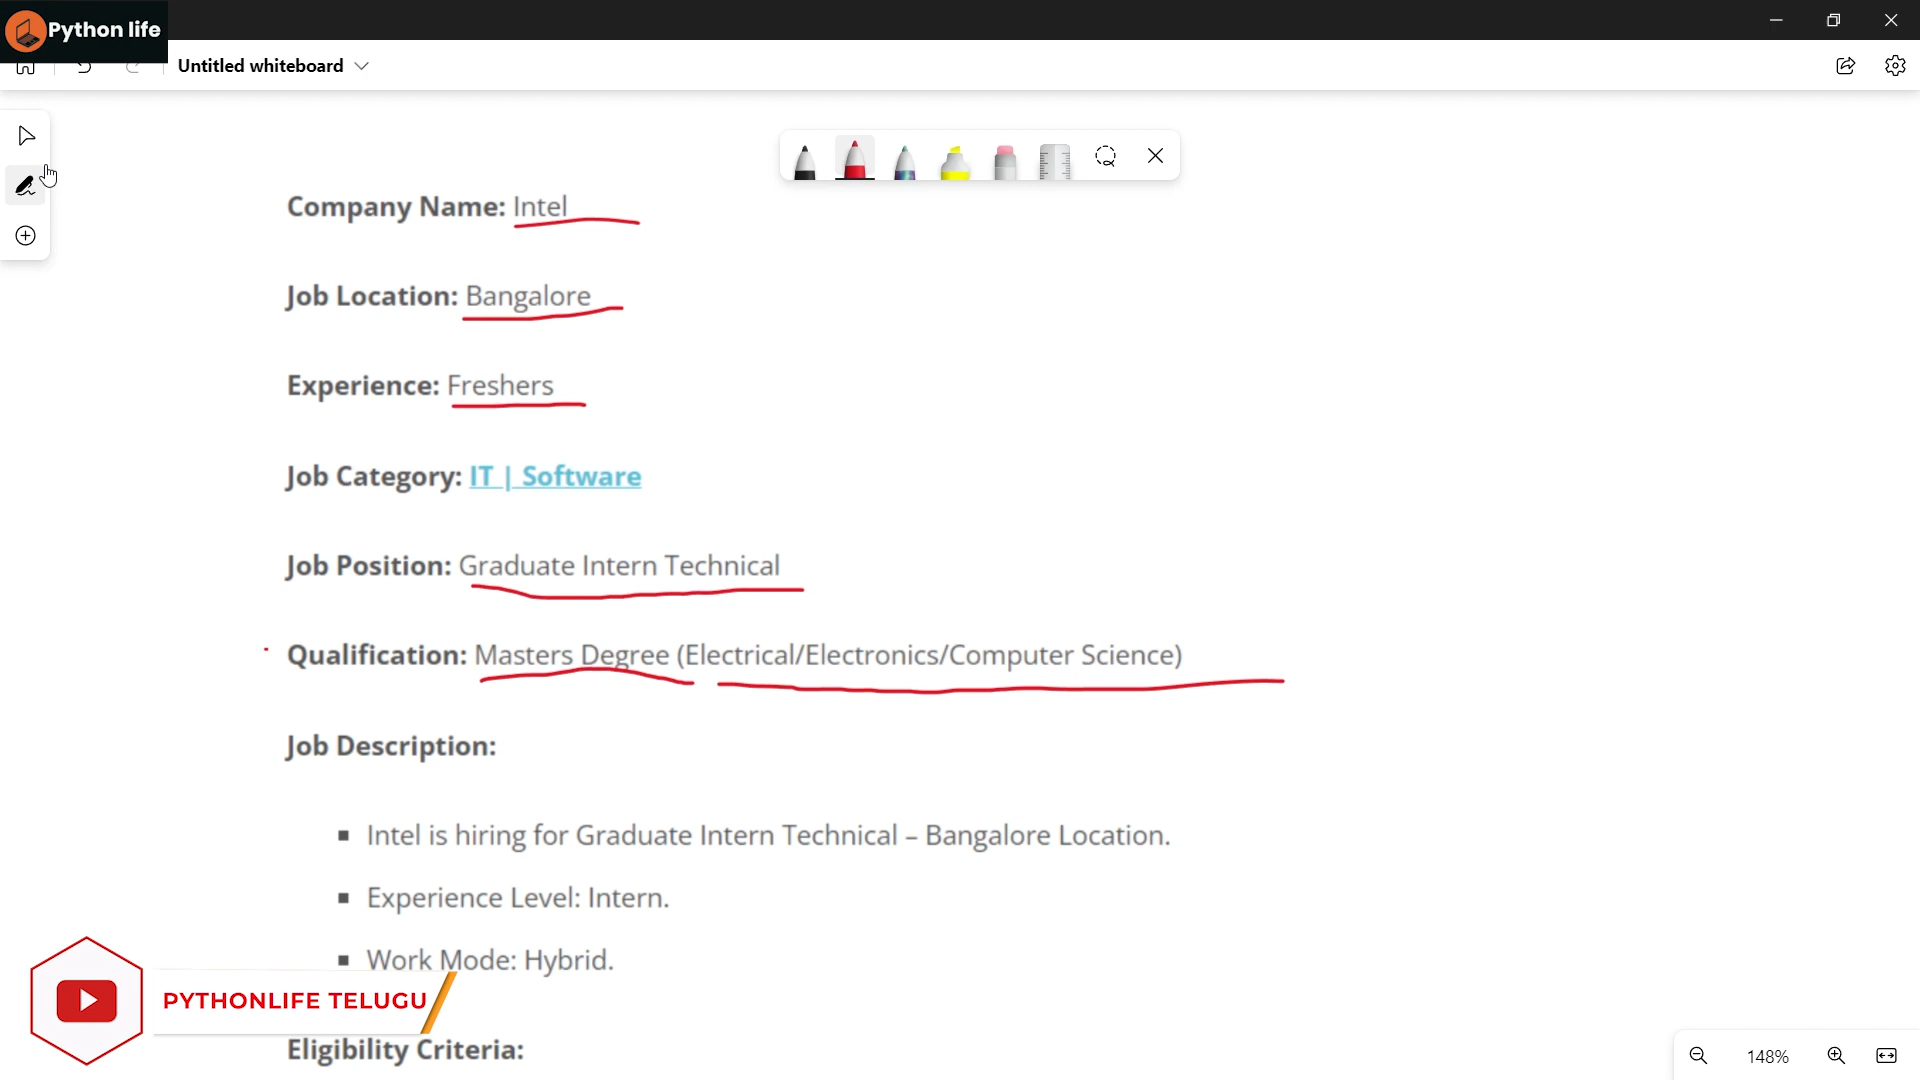 Python life
Untitled whiteboard
Company Name: Intel
Job Location: Bangalore
Experience: Freshers
Job Category: IT | Software
Job Position: Graduate Intern Technical
Qualification: Masters Degree (Electrical/Electronics/Computer Science)
Job Description:
▪ Intel is hiring for Graduate Intern Technical – Bangalore Location.
▪ Experience Level: Intern.
▪ Work Mode: Hybrid.
PYTHONLIFE TELUGU
Eligibility Criteria:
148%